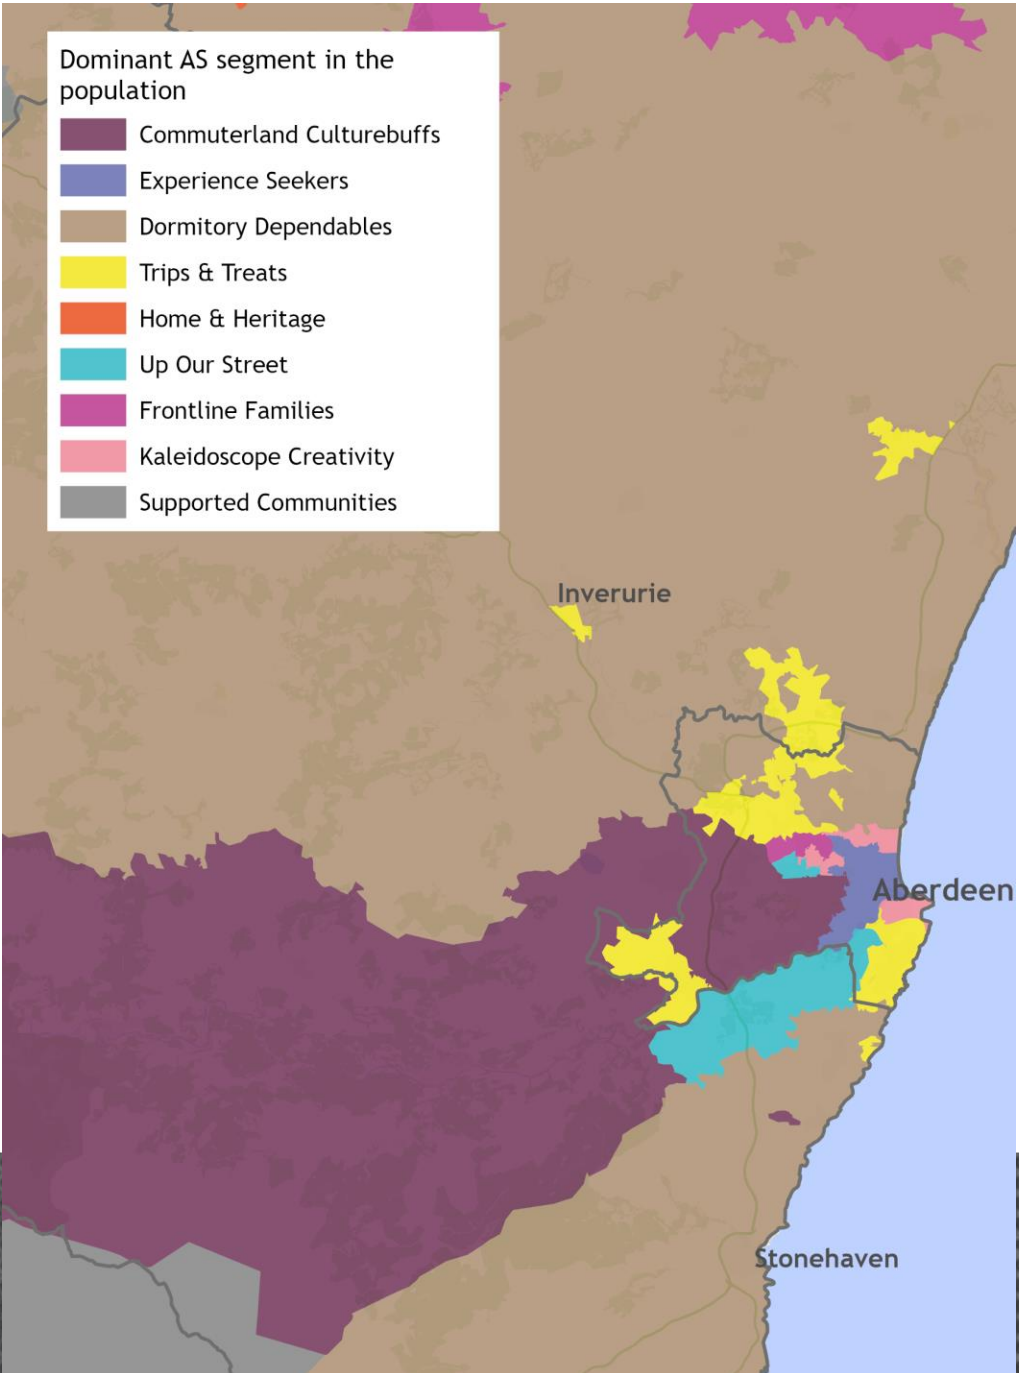 Dominant AS segment in the
population
Commuterland Culturebuffs
Experience Seekers
Dormitory Dependables
Trips & Treats
Home & Heritage
Up Our Street
Frontline Families
Kaleidoscope Creativity
Supported Communities
Inverurie
Aberdeen
Stonehaven